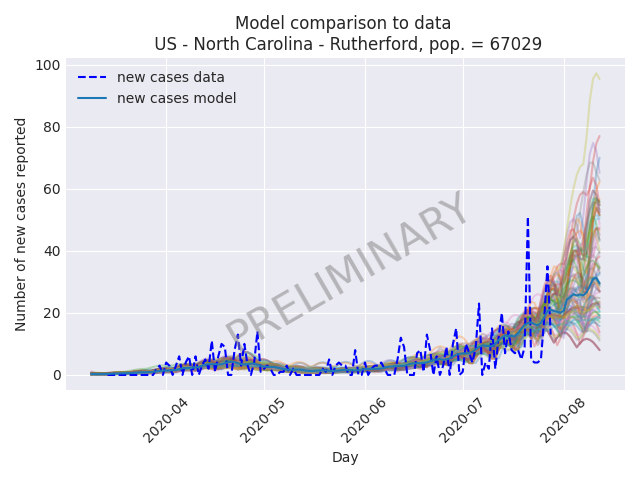 Model comparison to data
US - North Carolina - Rutherford, pop. = 67029
new cases data
new cases model
Number of new cases reported
100
80
60
40
20
0
PRELIMINARY
2020-04
2020-05
2020-06
2020-07
2020-08
Day